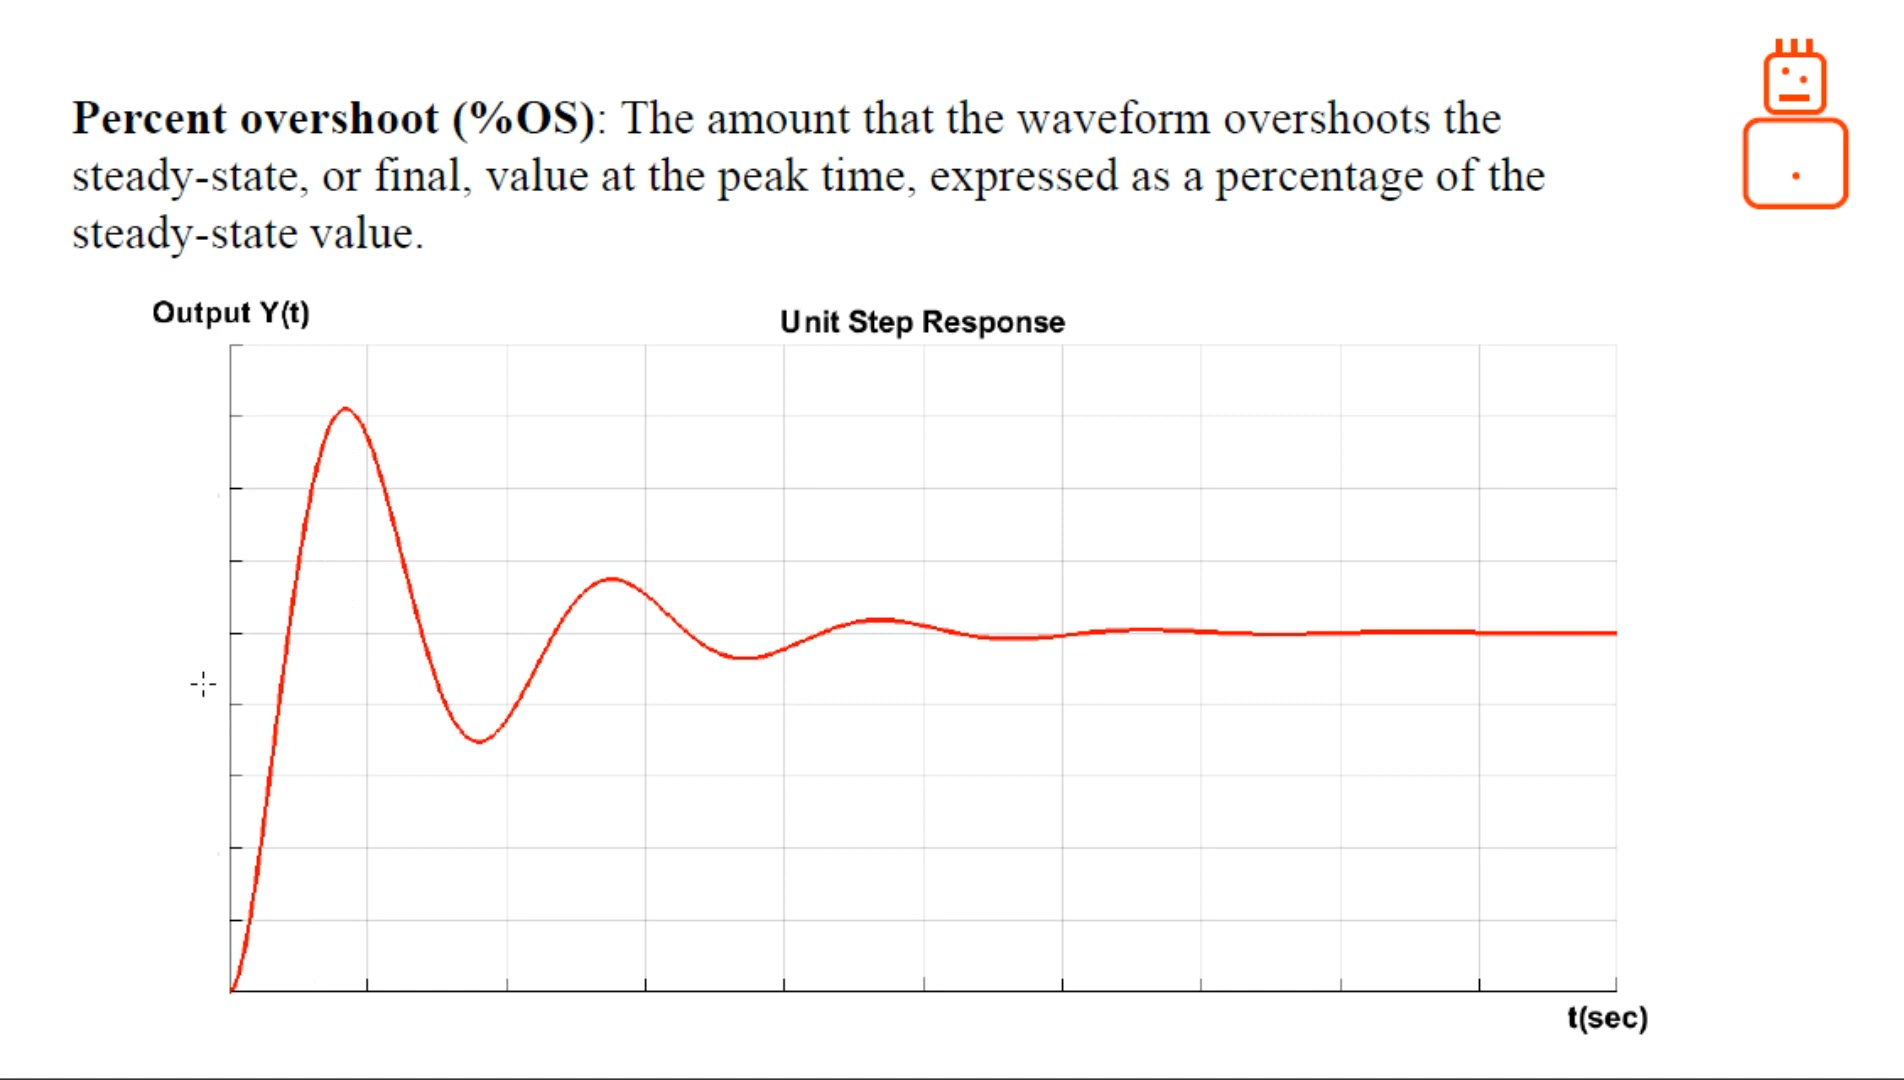 Percent overshoot (%OS): The amount that the waveform overshoots the
steady-state, or final, value at the peak time, expressed as a percentage of the
steady-state value.
Output Y(t)
Unit Step Response
t(sec)